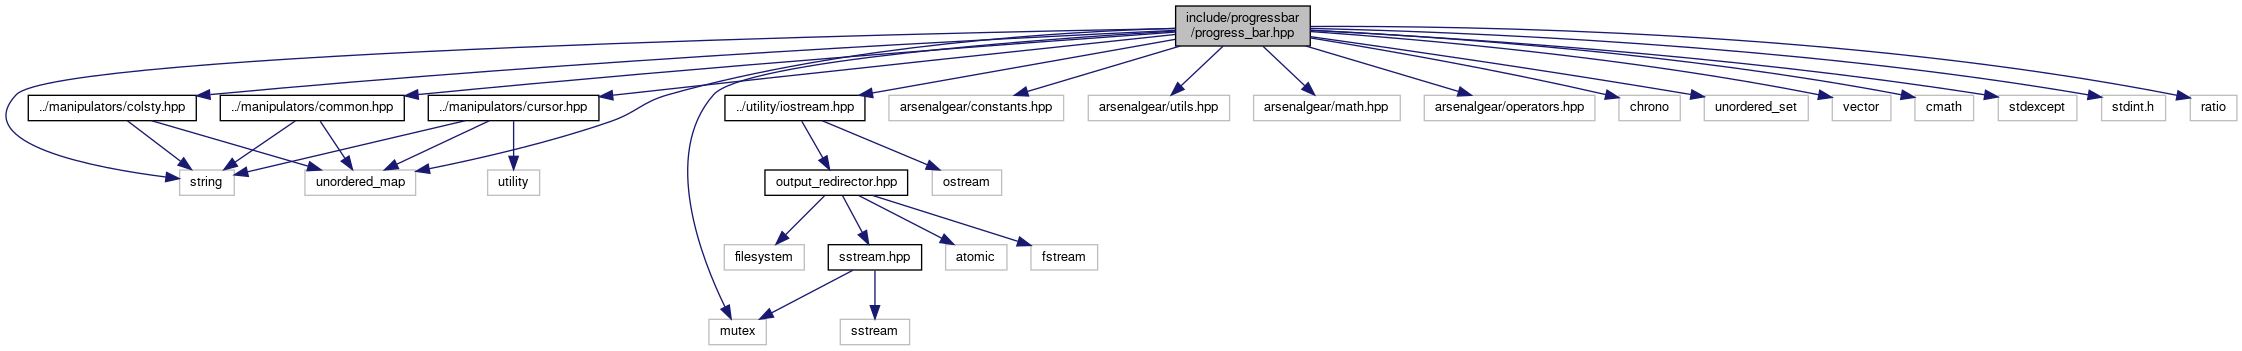 include/progressbar
/progress_bar.hpp
../manipulators/colsty.hpp
../manipulators/common.hpp
../manipulators/cursor.hpp
../utility/iostream.hpp
arsenalgear/constants.hpp
arsenalgear/utils.hpp
arsenalgear/math.hpp
arsenalgear/operators.hpp
chrono
unordered_set
vector
cmath
stdexcept
stdint.h
ratio
string
unordered_map
utility
output_redirector.hpp
ostream
filesystem
sstream.hpp
atomic
fstream
mutex
sstream